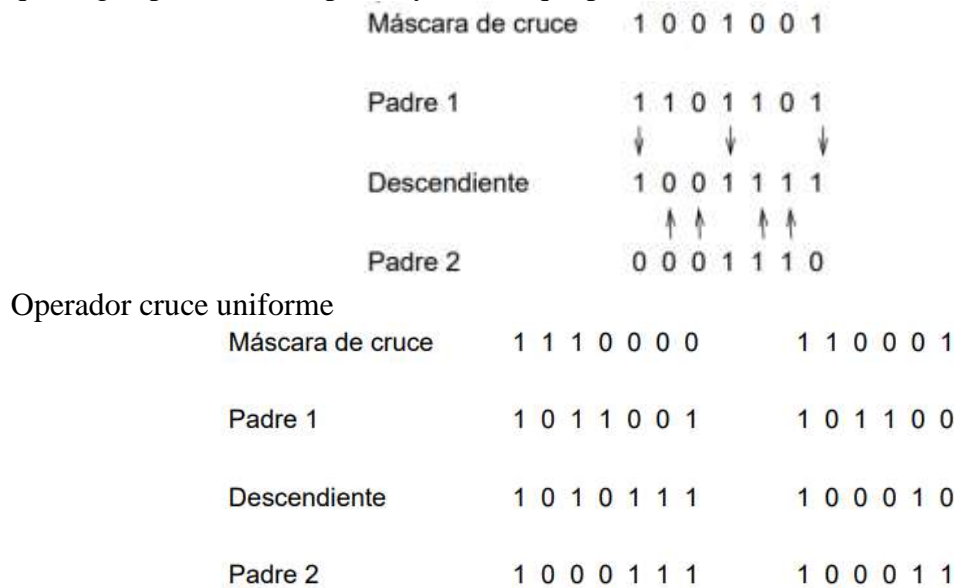 Máscara de cruce 1 0 0 1 0 0 1
Padre 1 1 1 0 1 1 0 1
Descendiente 1 0 0 1 1 1 1
Padre 2 0 0 0 1 1 1 0
Operador cruce uniforme
Máscara de cruce 1 1 1 0 0 0 0 1 1 0 0 0 1
Padre 1 1 0 1 1 0 0 1 1 0 1 1 0 0
Descendiente 1 0 1 0 1 1 1 1 0 0 0 1 0
Padre 2 1 0 0 0 1 1 1 1 0 0 0 1 1